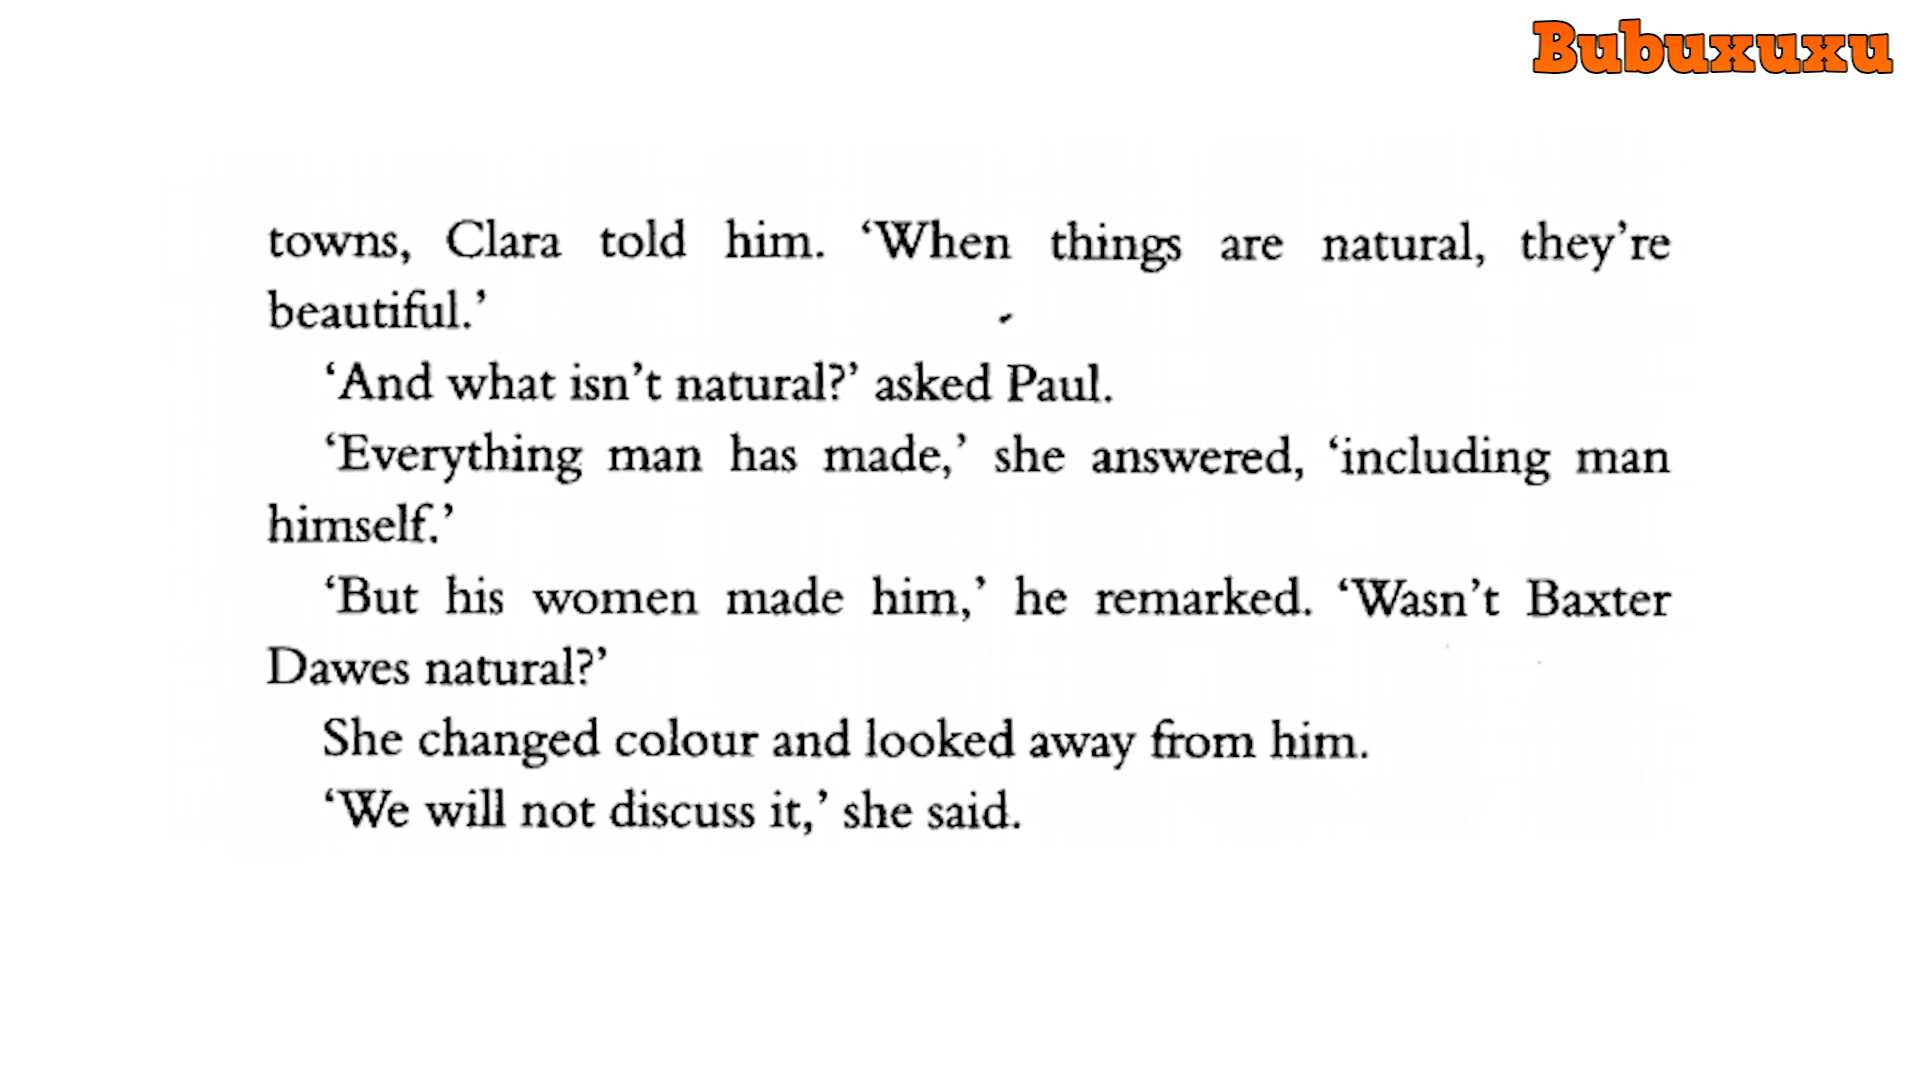 Bubuxuxu
towns, Clara told him. ‘When things are natural, they’re
beautiful.’
‘And what isn’t natural?’ asked Paul.
‘Everything man has made,’ she answered, ‘including man
himself.’
‘But his women made him,’ he remarked. ‘Wasn’t Baxter
Dawes natural?’
She changed colour and looked away from him.
‘We will not discuss it,’ she said.